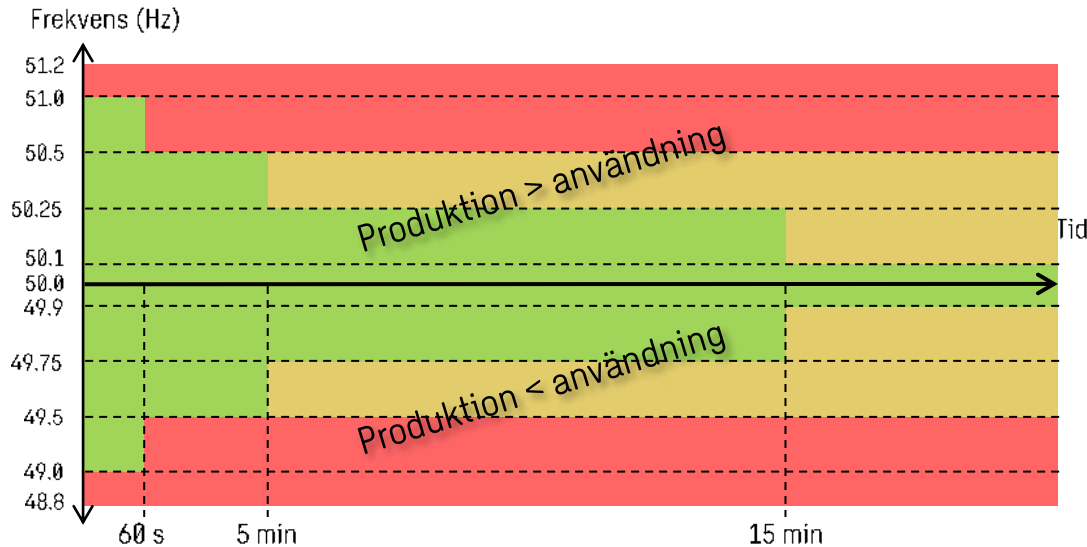 Frekvens (Hz)
51.2
51.0
50.5
50.25
50.1
50.0
49.9
49.75
49.5
49.0
48.8
Produktion > användning
Tid
Produktion < användning
60 s
5 min
15 min